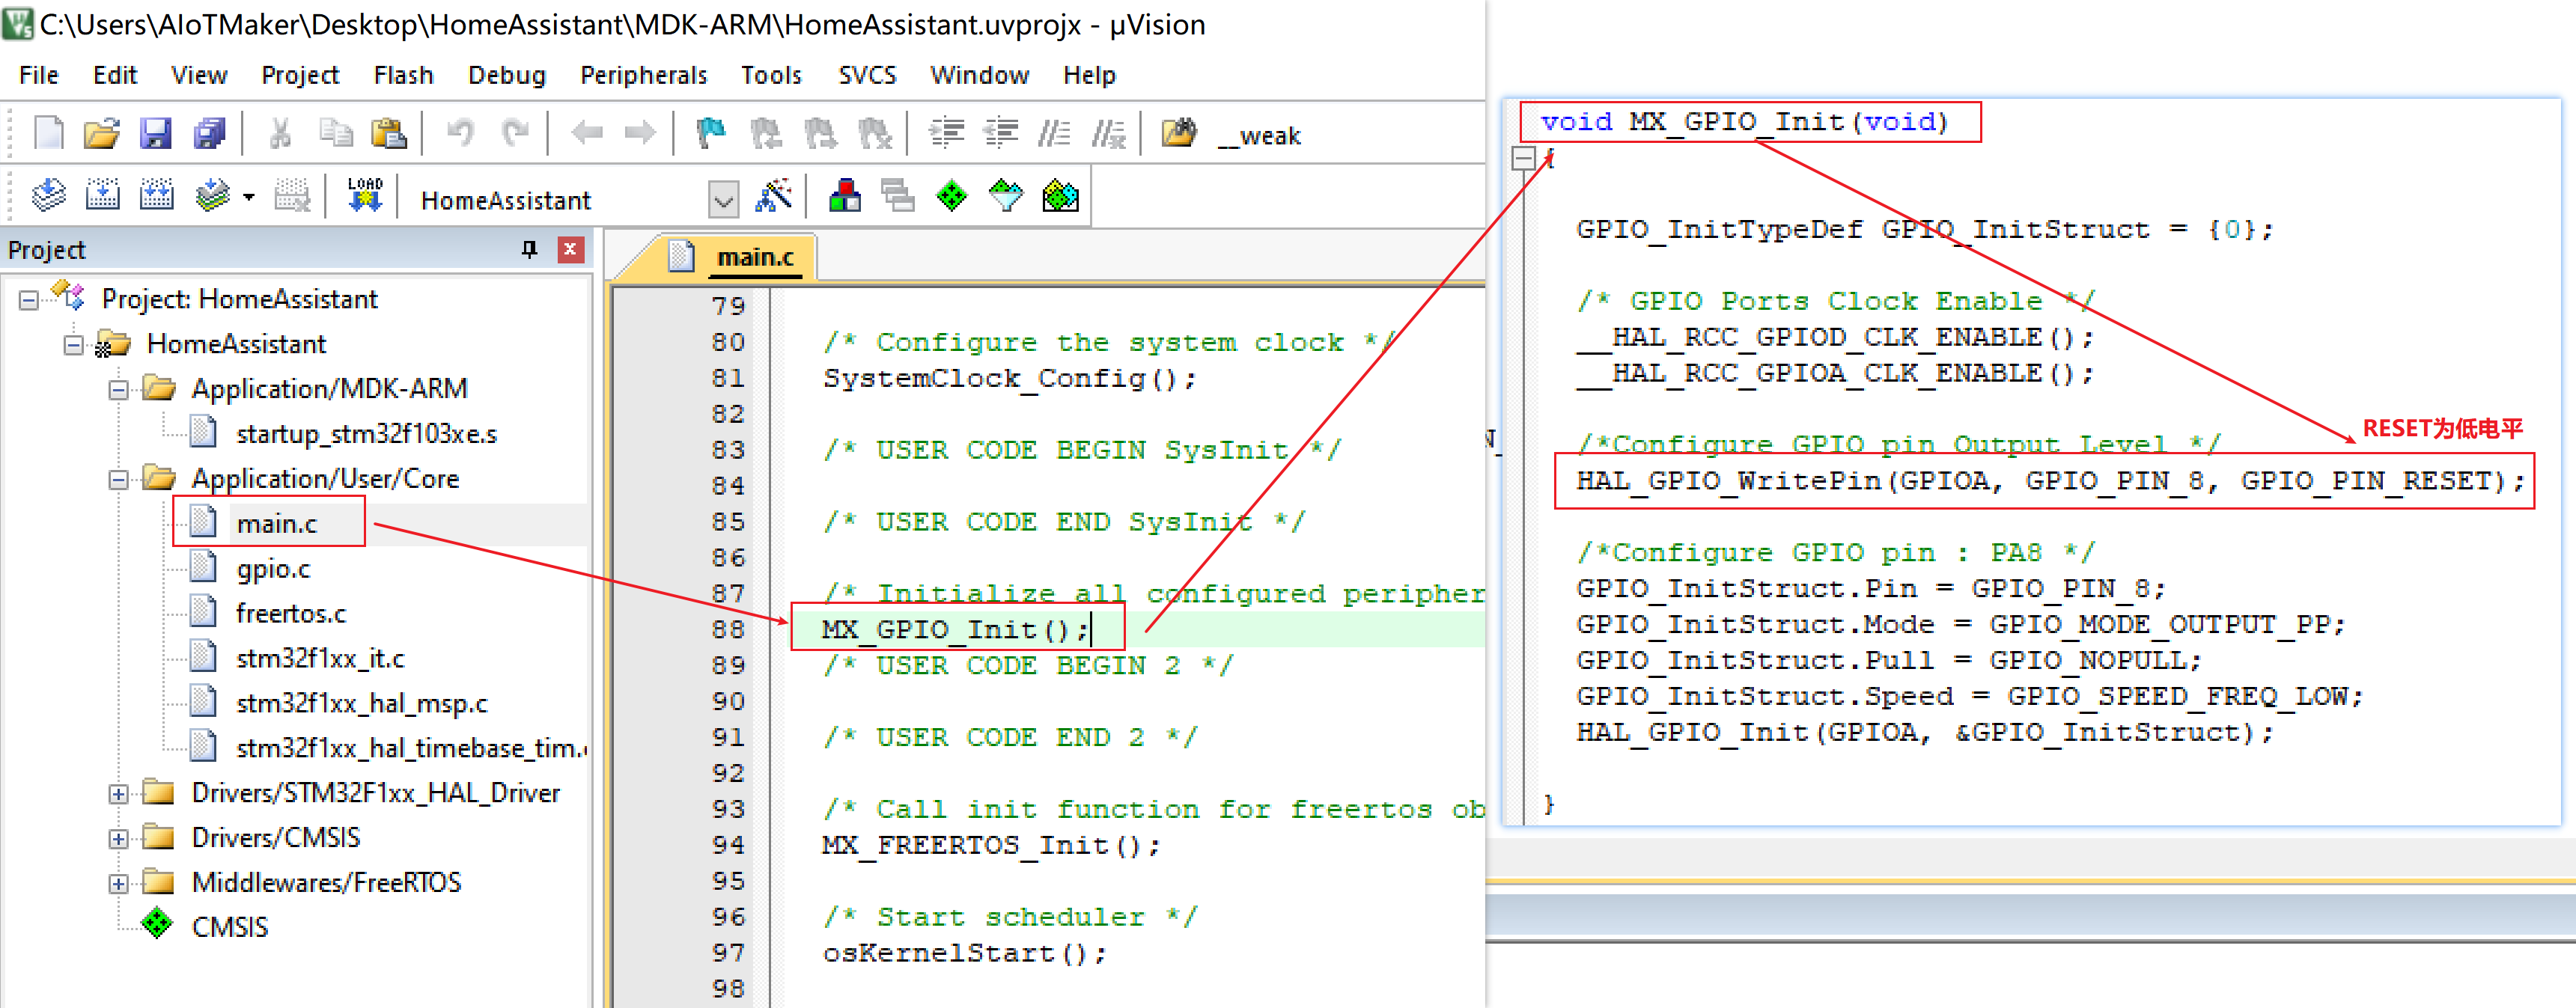 C:\Users\AIoTMaker\Desktop\HomeAssistant\MDK-ARM\HomeAssistant.uvprojx - µVision
File Edit View Project Flash Debug Peripherals Tools SVCS Window Help
__weak
LOAD
HomeAssistant
Project
Project: HomeAssistant
HomeAssistant
Application/MDK-ARM
startup_stm32f103xe.s
Application/User/Core
main.c
gpio.c
freertos.c
stm32f1xx_it.c
stm32f1xx_hal_msp.c
stm32f1xx_hal_timebase_tim.
Drivers/STM32F1xx_HAL_Driver
Drivers/CMSIS
Middlewares/FreeRTOS
CMSIS
main.c
79
80 /* Configure the system clock */
81 SystemClock_Config();
82
83 /* USER CODE BEGIN SysInit */
84
85 /* USER CODE END SysInit */
86
87 /* Initialize all configured peripher
88 MX_GPIO_Init();
89 /* USER CODE BEGIN 2 */
90
91 /* USER CODE END 2 */
92
93 /* Call init function for freertos ob
94 MX_FREERTOS_Init();
95
96 /* Start scheduler */
97 osKernelStart();
98
void MX_GPIO_Init(void)
{
GPIO_InitTypeDef GPIO_InitStruct = {0};
/* GPIO Ports Clock Enable */
__HAL_RCC_GPIOD_CLK_ENABLE();
__HAL_RCC_GPIOA_CLK_ENABLE();
RESET为低电平
/*Configure GPIO pin Output Level */
HAL_GPIO_WritePin(GPIOA, GPIO_PIN_8, GPIO_PIN_RESET);
/*Configure GPIO pin : PA8 */
GPIO_InitStruct.Pin = GPIO_PIN_8;
GPIO_InitStruct.Mode = GPIO_MODE_OUTPUT_PP;
GPIO_InitStruct.Pull = GPIO_NOPULL;
GPIO_InitStruct.Speed = GPIO_SPEED_FREQ_LOW;
HAL_GPIO_Init(GPIOA, &GPIO_InitStruct);
}